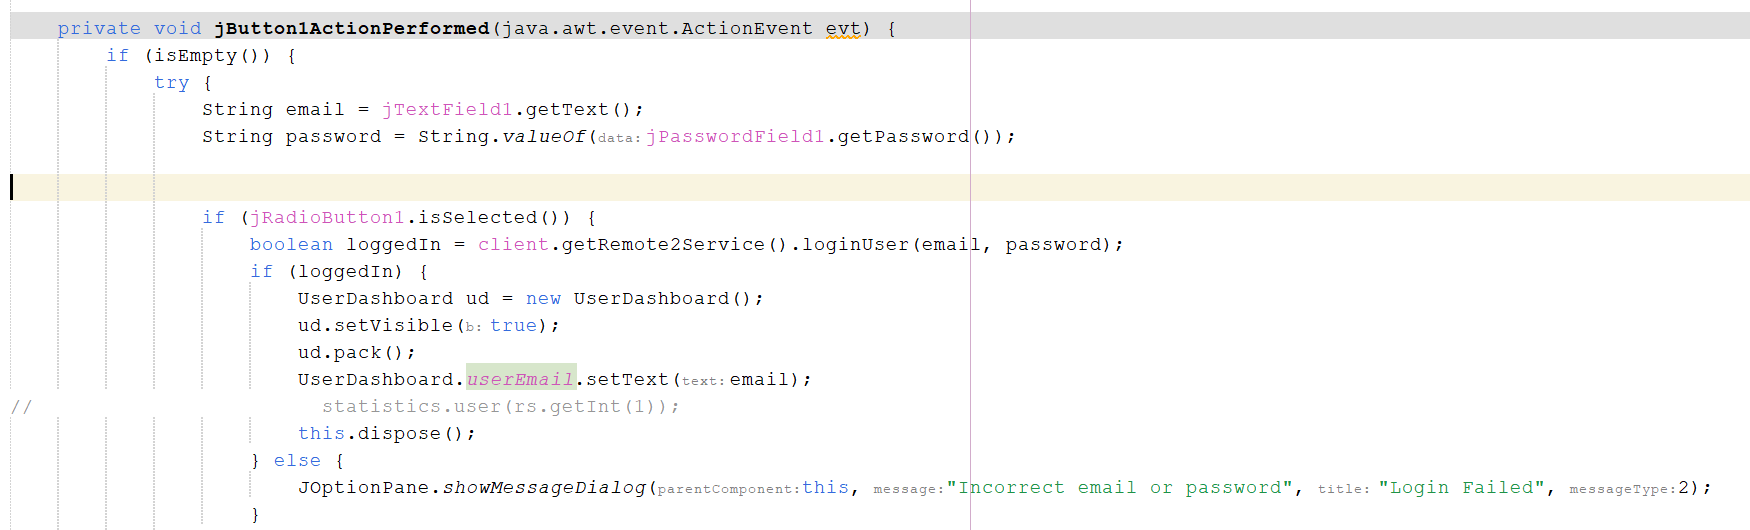 private void jButton1ActionPerformed(java.awt.event.ActionEvent evt) {
if (isEmpty()) {
try {
String email = jTextField1.getText();
String password = String.valueOf(data: jPasswordField1.getPassword());
if (jRadioButton1.isSelected()) {
boolean loggedIn = client.getRemote2Service().loginUser(email, password);
if (loggedIn) {
UserDashboard ud = new UserDashboard();
ud.setVisible(b: true);
ud.pack();
UserDashboard.userEmail.setText(text: email);
// statistics.user(rs.getInt(1));
this.dispose();
} else {
JOptionPane.showMessageDialog(parentComponent: this, message: "Incorrect email or password", title: "Login Failed", messageType: 2);
}